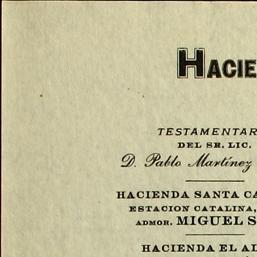 HACIE
TESTAMENTAR
DEL SR. LIC.
D. Pablo Martínez
HACIENDA SANTA CA
ESTACION CATALINA,
ADMOR. MIGUEL S
HACIENDA EL AL